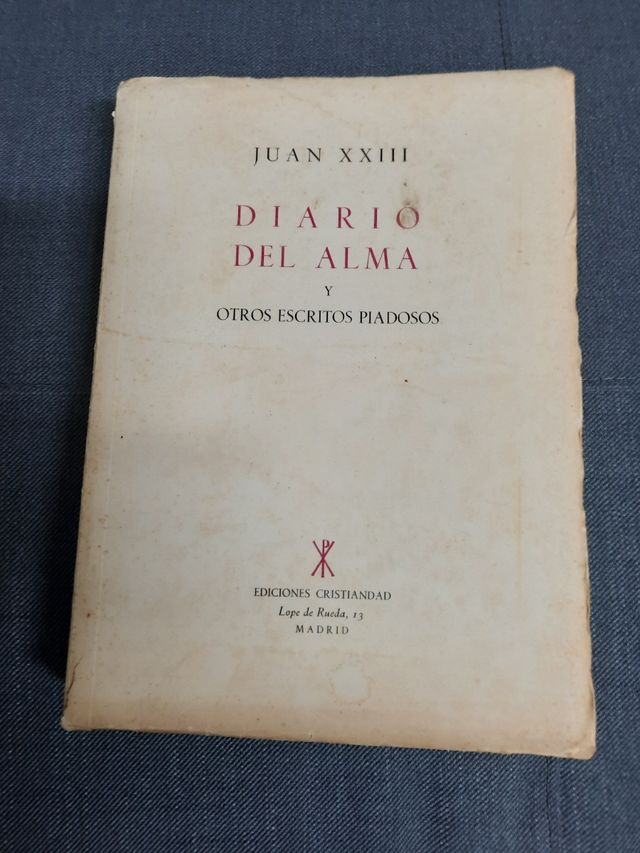 JUAN XXIII
DIARIO
DEL ALMA
Y
OTROS ESCRITOS PIADOSOS
EDICIONES CRISTIANDAD
Lope de Rueda, 13
MADRID